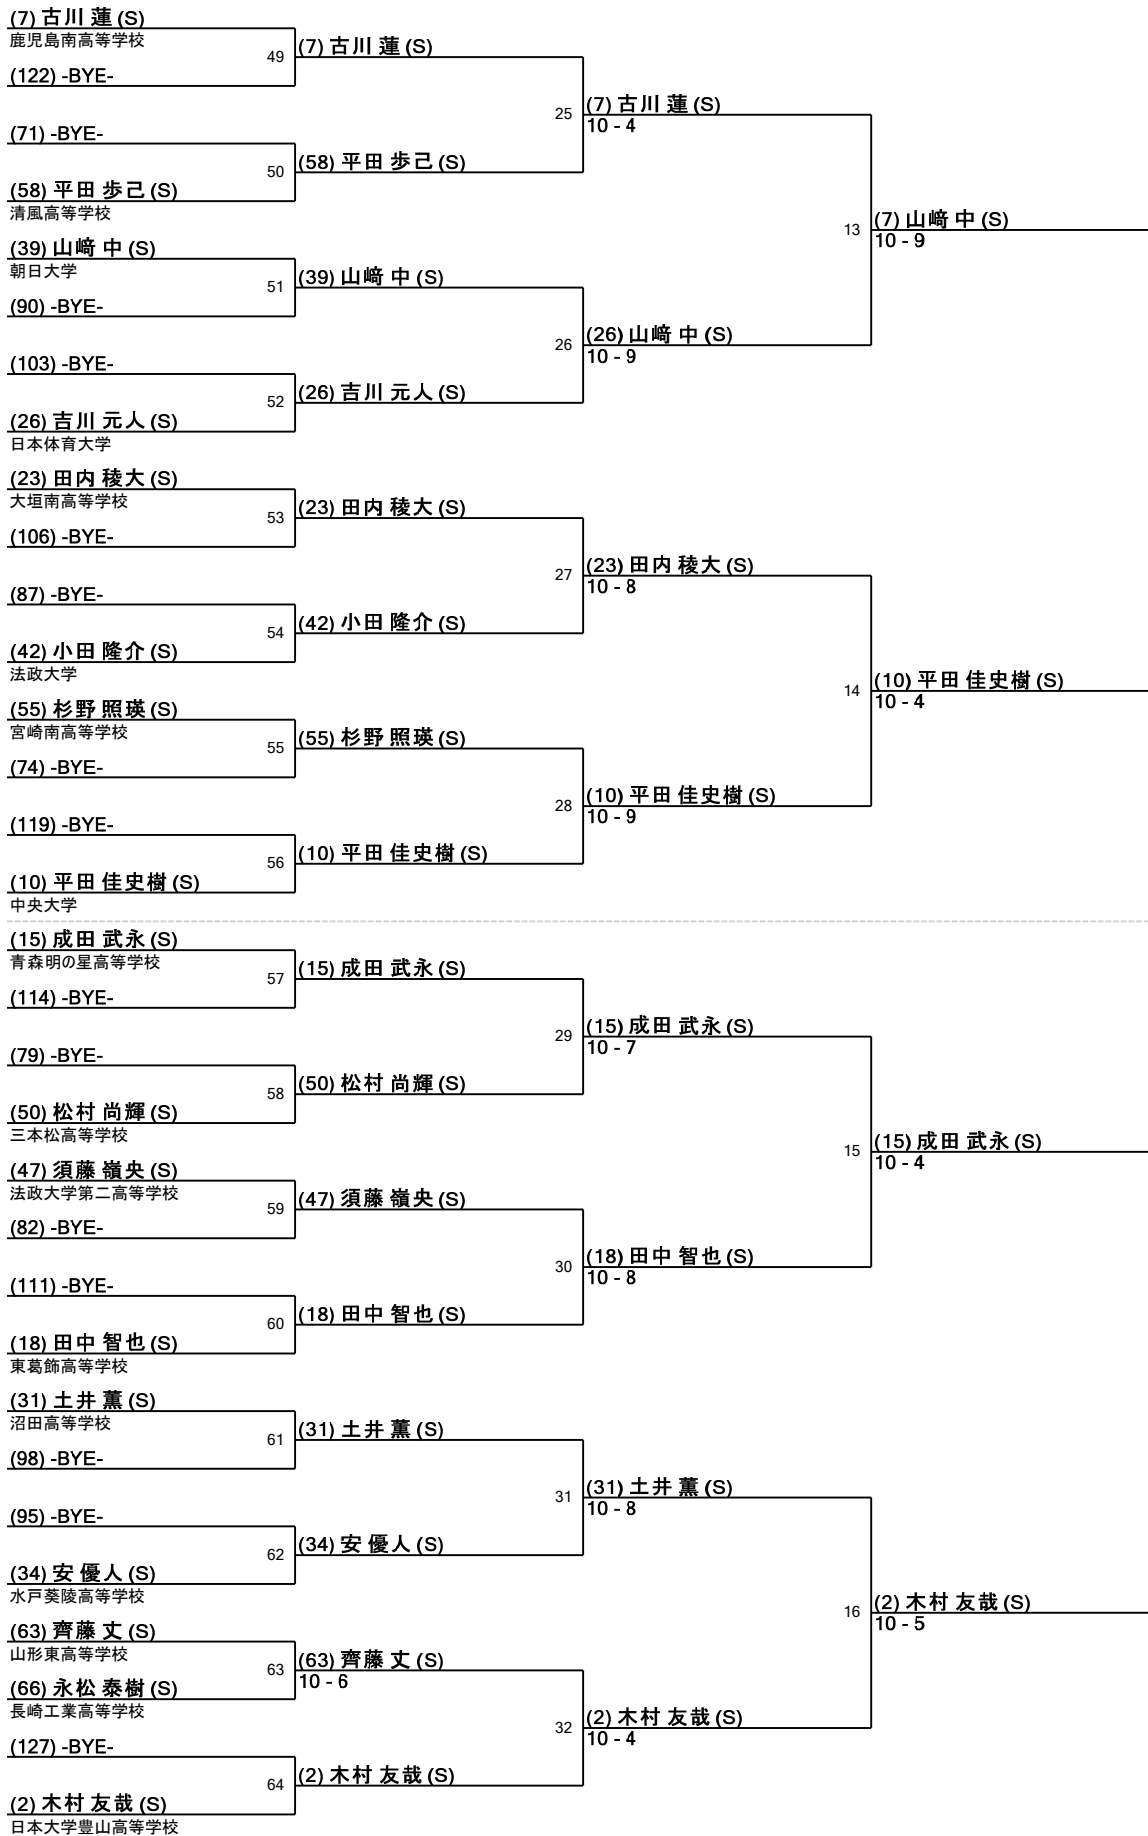 (7) 古川 蓮 (S)
鹿児島南高等学校
49
(7) 古川 蓮 (S)
(122) -BYE-
25
(7) 古川 蓮 (S)
10 - 4
(71) -BYE-
50
(58) 平田 歩己 (S)
(58) 平田 歩己 (S)
清風高等学校
13
(7) 山﨑 中 (S)
10 - 9
(39) 山﨑 中 (S)
朝日大学
51
(39) 山﨑 中 (S)
(90) -BYE-
26
(26) 山﨑 中 (S)
10 - 9
(103) -BYE-
52
(26) 吉川 元人 (S)
(26) 吉川 元人 (S)
日本体育大学
(23) 田内 稜大 (S)
大垣南高等学校
53
(23) 田内 稜大 (S)
(106) -BYE-
27
(23) 田内 稜大 (S)
10 - 8
(87) -BYE-
54
(42) 小田 隆介 (S)
(42) 小田 隆介 (S)
法政大学
14
(10) 平田 佳史樹 (S)
10 - 4
(55) 杉野 照瑛 (S)
宮崎南高等学校
55
(55) 杉野 照瑛 (S)
(74) -BYE-
28
(10) 平田 佳史樹 (S)
10 - 9
(119) -BYE-
56
(10) 平田 佳史樹 (S)
(10) 平田 佳史樹 (S)
中央大学
(15) 成田 武永 (S)
青森明の星高等学校
57
(15) 成田 武永 (S)
(114) -BYE-
29
(15) 成田 武永 (S)
10 - 7
(79) -BYE-
58
(50) 松村 尚輝 (S)
(50) 松村 尚輝 (S)
三本松高等学校
15
(15) 成田 武永 (S)
10 - 4
(47) 須藤 嶺央 (S)
法政大学第二高等学校
59
(47) 須藤 嶺央 (S)
(82) -BYE-
30
(18) 田中 智也 (S)
10 - 8
(111) -BYE-
60
(18) 田中 智也 (S)
(18) 田中 智也 (S)
東葛飾高等学校
(31) 土井 薫 (S)
沼田高等学校
61
(31) 土井 薫 (S)
(98) -BYE-
31
(31) 土井 薫 (S)
10 - 8
(95) -BYE-
62
(34) 安 優人 (S)
(34) 安 優人 (S)
水戸葵陵高等学校
16
(2) 木村 友哉 (S)
10 - 5
(63) 齊藤 丈 (S)
山形東高等学校
63
(63) 齊藤 丈 (S)
10 - 6
(66) 永松 泰樹 (S)
長崎工業高等学校
32
(2) 木村 友哉 (S)
10 - 4
(127) -BYE-
64
(2) 木村 友哉 (S)
(2) 木村 友哉 (S)
日本大学豊山高等学校